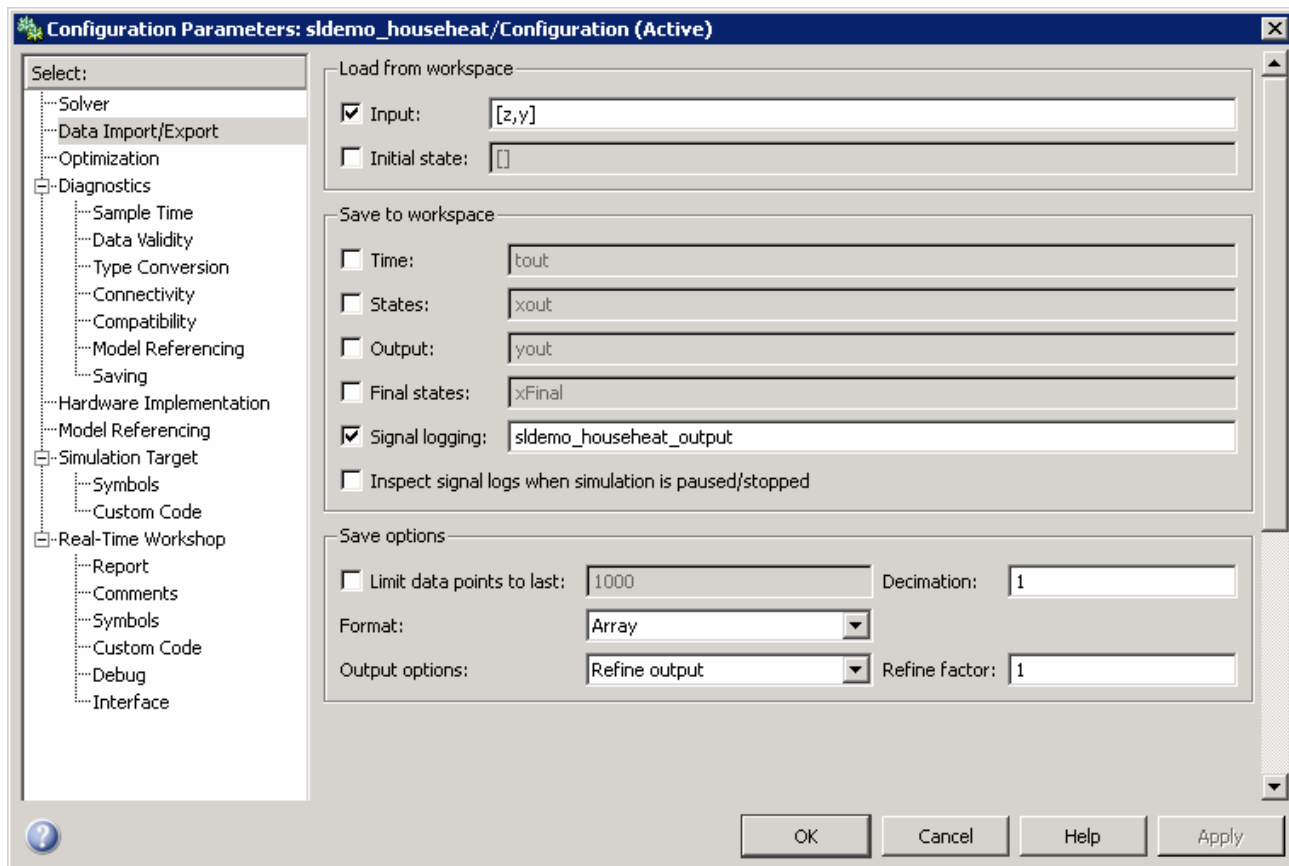 Configuration Parameters: sldemo_househeat/Configuration (Active)
Select:
Solver
Data Import/Export
Optimization
Diagnostics
Sample Time
Data Validity
Type Conversion
Connectivity
Compatibility
Model Referencing
Saving
Hardware Implementation
Model Referencing
Simulation Target
Symbols
Custom Code
Real-Time Workshop
Report
Comments
Symbols
Custom Code
Debug
Interface
Load from workspace
Input: [z,y]
Initial state: []
Save to workspace
Time: tout
States: xout
Output: yout
Final states: xFinal
Signal logging: sldemo_househeat_output
Inspect signal logs when simulation is paused/stopped
Save options
Limit data points to last: 1000 Decimation: 1
Format: Array
Output options: Refine output Refine factor: 1
? OK Cancel Help Apply